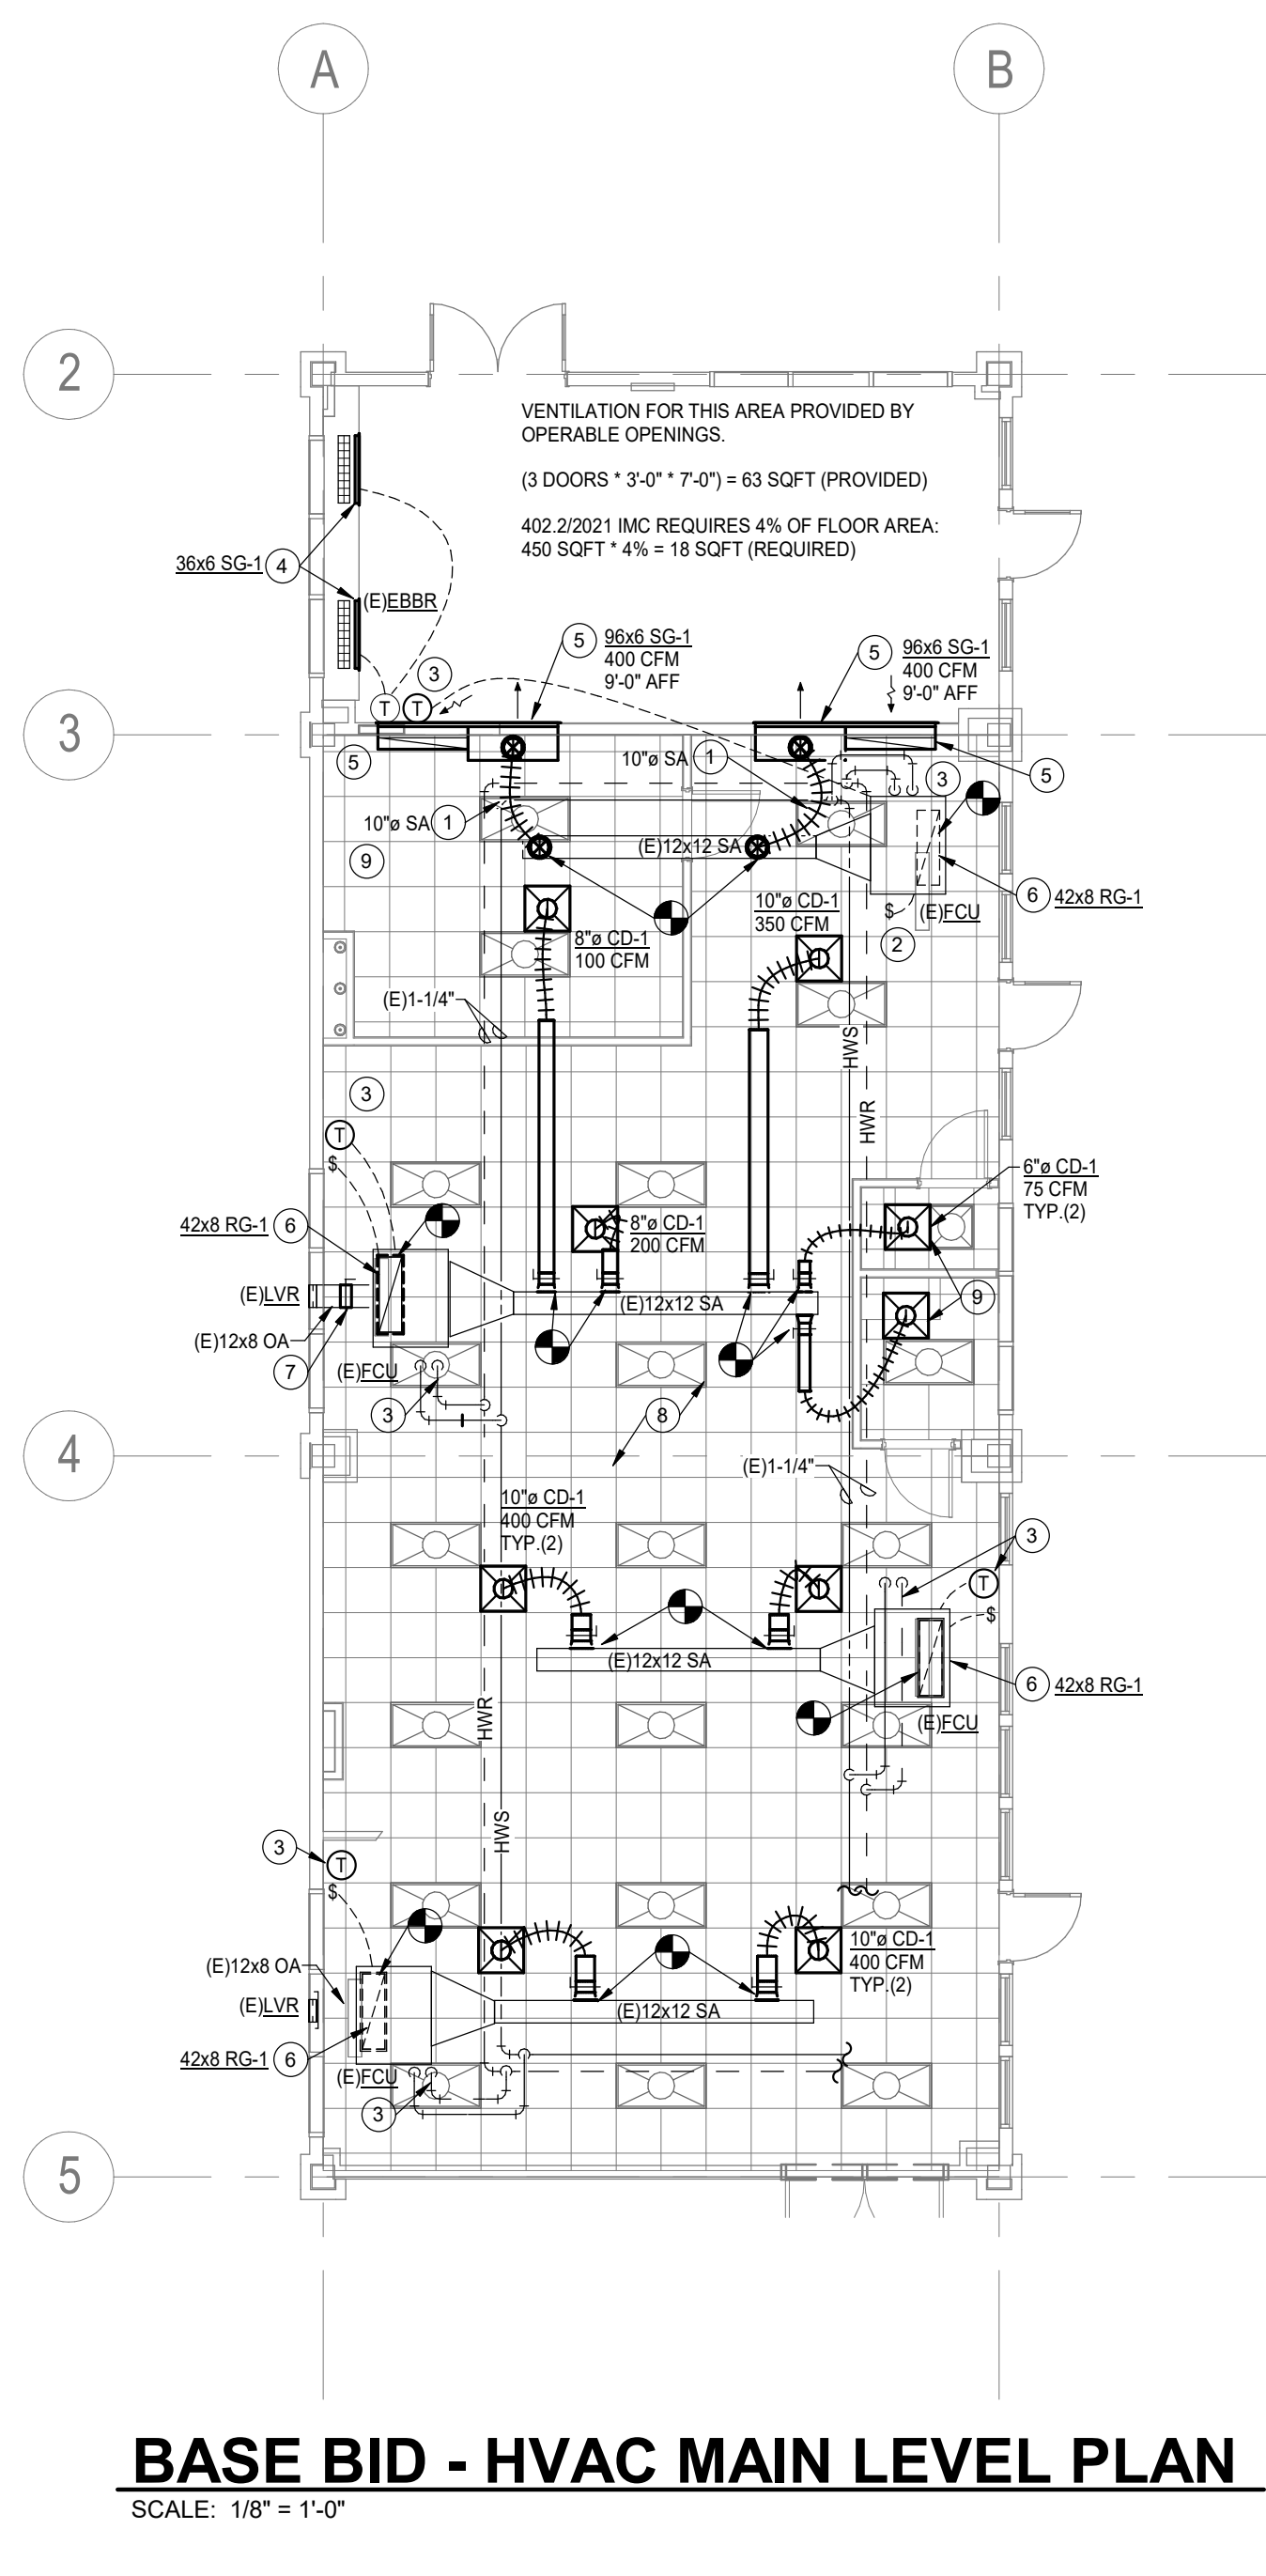 A
B
2
VENTILATION FOR THIS AREA PROVIDED BY
OPERABLE OPENINGS.
(3 DOORS * 3'-0" * 7'-0") = 63 SQFT (PROVIDED)
402.2/2021 IMC REQUIRES 4% OF FLOOR AREA:
450 SQFT * 4% = 18 SQFT (REQUIRED)
36x6 SG-1
4
(E)EBBR
5
96x6 SG-1
400 CFM
9'-0" AFF
5
96x6 SG-1
400 CFM
9'-0" AFF
3
T
T
3
5
10"ø SA
1
3
5
10"ø SA
1
(E)12x12 SA
9
6
42x8 RG-1
10"ø CD-1
350 CFM
$
(E)FCU
2
8"ø CD-1
100 CFM
(E)1-1/4"
HWS
HWR
3
T
$
6"ø CD-1
75 CFM
TYP.(2)
42x8 RG-1
6
8"ø CD-1
200 CFM
(E)LVR
(E)12x12 SA
9
(E)12x8 OA
7
(E)FCU
3
8
4
(E)1-1/4"
10"ø CD-1
400 CFM
TYP.(2)
3
T
$
(E)12x12 SA
6
42x8 RG-1
(E)FCU
HWR
HWS
3
T
$
10"ø CD-1
400 CFM
TYP.(2)
(E)12x8 OA
(E)LVR
(E)12x12 SA
42x8 RG-1
6
(E)FCU
3
5
BASE BID - HVAC MAIN LEVEL PLAN
SCALE: 1/8" = 1'-0"